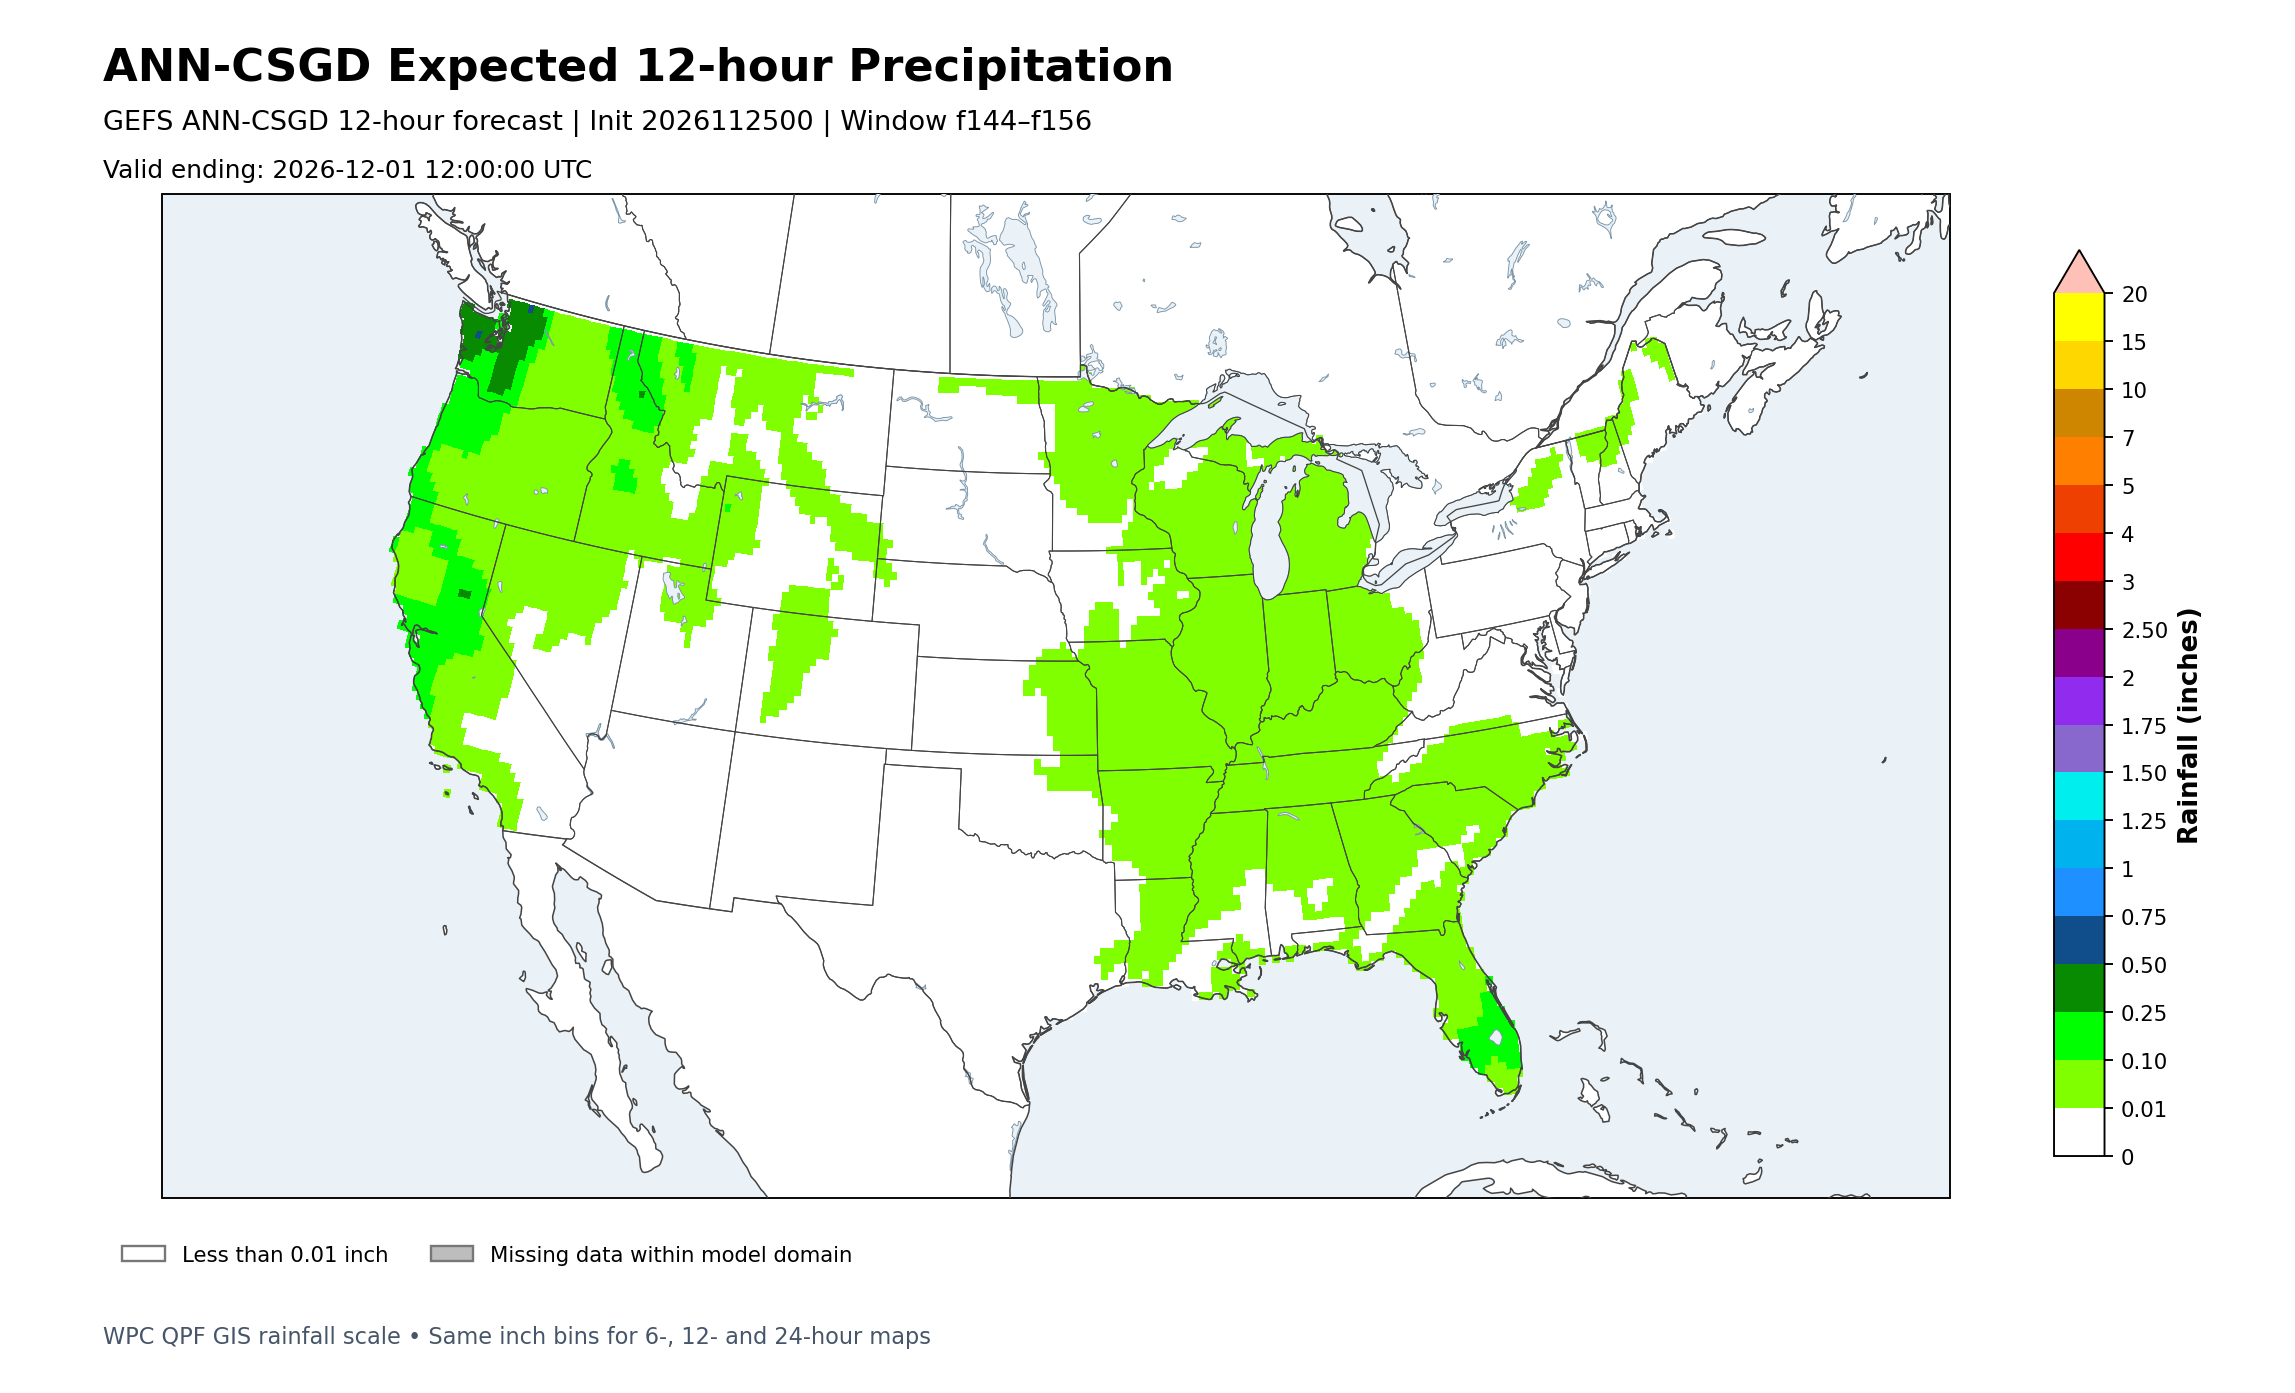 ANN-CSGD Expected 12-hour Precipitation
GEFS ANN-CSGD 12-hour forecast | Init 2026112500 | Window f144–f156
Valid ending: 2026-12-01 12:00:00 UTC
20
15
10
7
5
4
3
2.50
2
1.75
1.50
1.25
1
0.75
0.50
0.25
0.10
0.01
0
Rainfall (inches)
Less than 0.01 inch
Missing data within model domain
WPC QPF GIS rainfall scale • Same inch bins for 6-, 12- and 24-hour maps